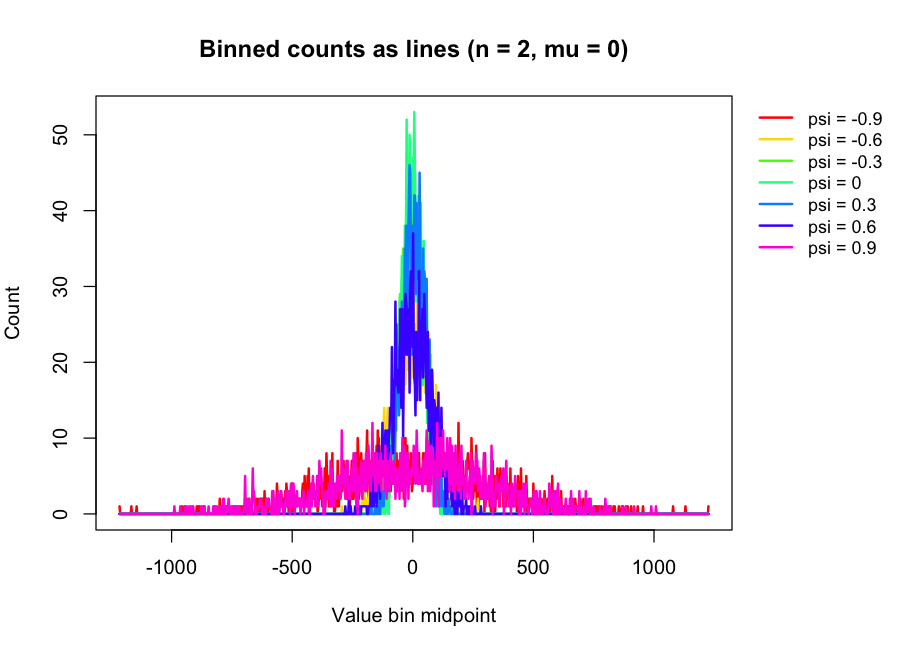 Binned counts as lines (n = 2, mu = 0)
psi = -0.9
psi = -0.6
psi = -0.3
psi = 0
psi = 0.3
psi = 0.6
psi = 0.9
Count
50
40
30
20
10
0
-1000 -500 0 500 1000
Value bin midpoint